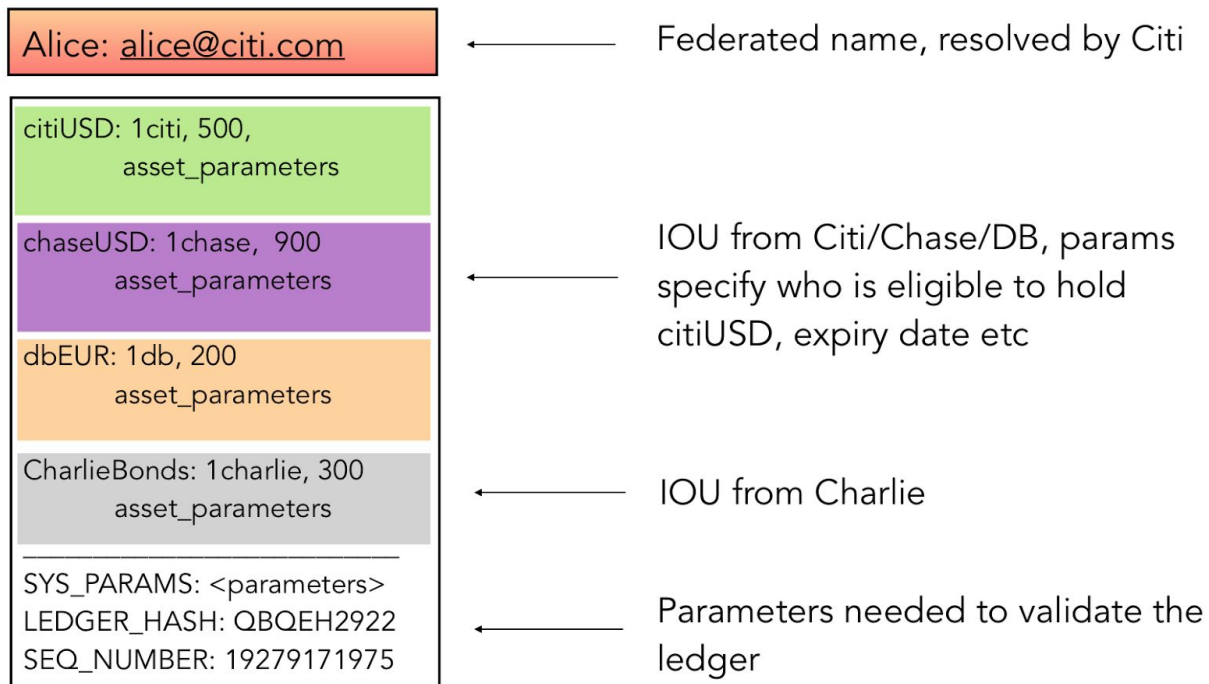 Alice: alice@citi.com
Federated name, resolved by Citi
citiUSD: 1citi, 500,
asset_parameters
chaseUSD: 1chase, 900
asset_parameters
IOU from Citi/Chase/DB, params
specify who is eligible to hold
citiUSD, expiry date etc
dbEUR: 1db, 200
asset_parameters
CharlieBonds: 1charlie, 300
asset_parameters
IOU from Charlie
SYS_PARAMS: <parameters>
LEDGER_HASH: QBQEH2922
SEQ_NUMBER: 19279171975
Parameters needed to validate the
ledger